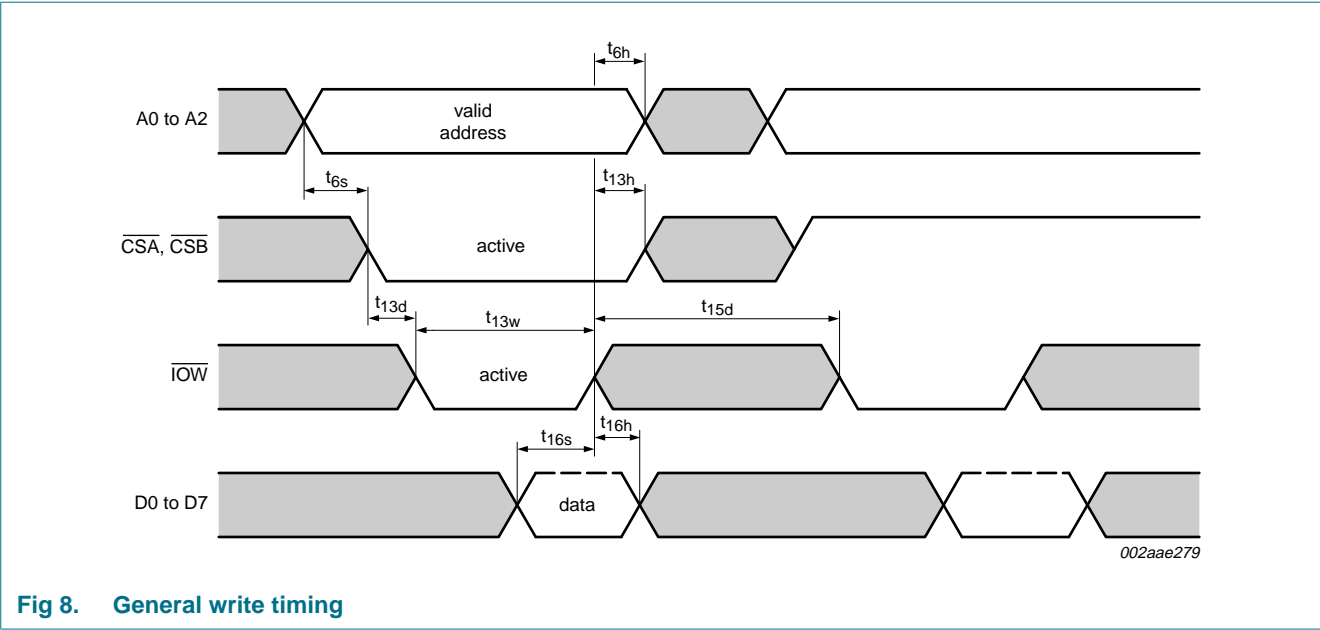 t6h
A0 to A2
valid
address
t6s
t13h
CSA, CSB
active
t13d
t13w
t15d
IOW
active
t16s
t16h
D0 to D7
data
002aae279
Fig 8. General write timing